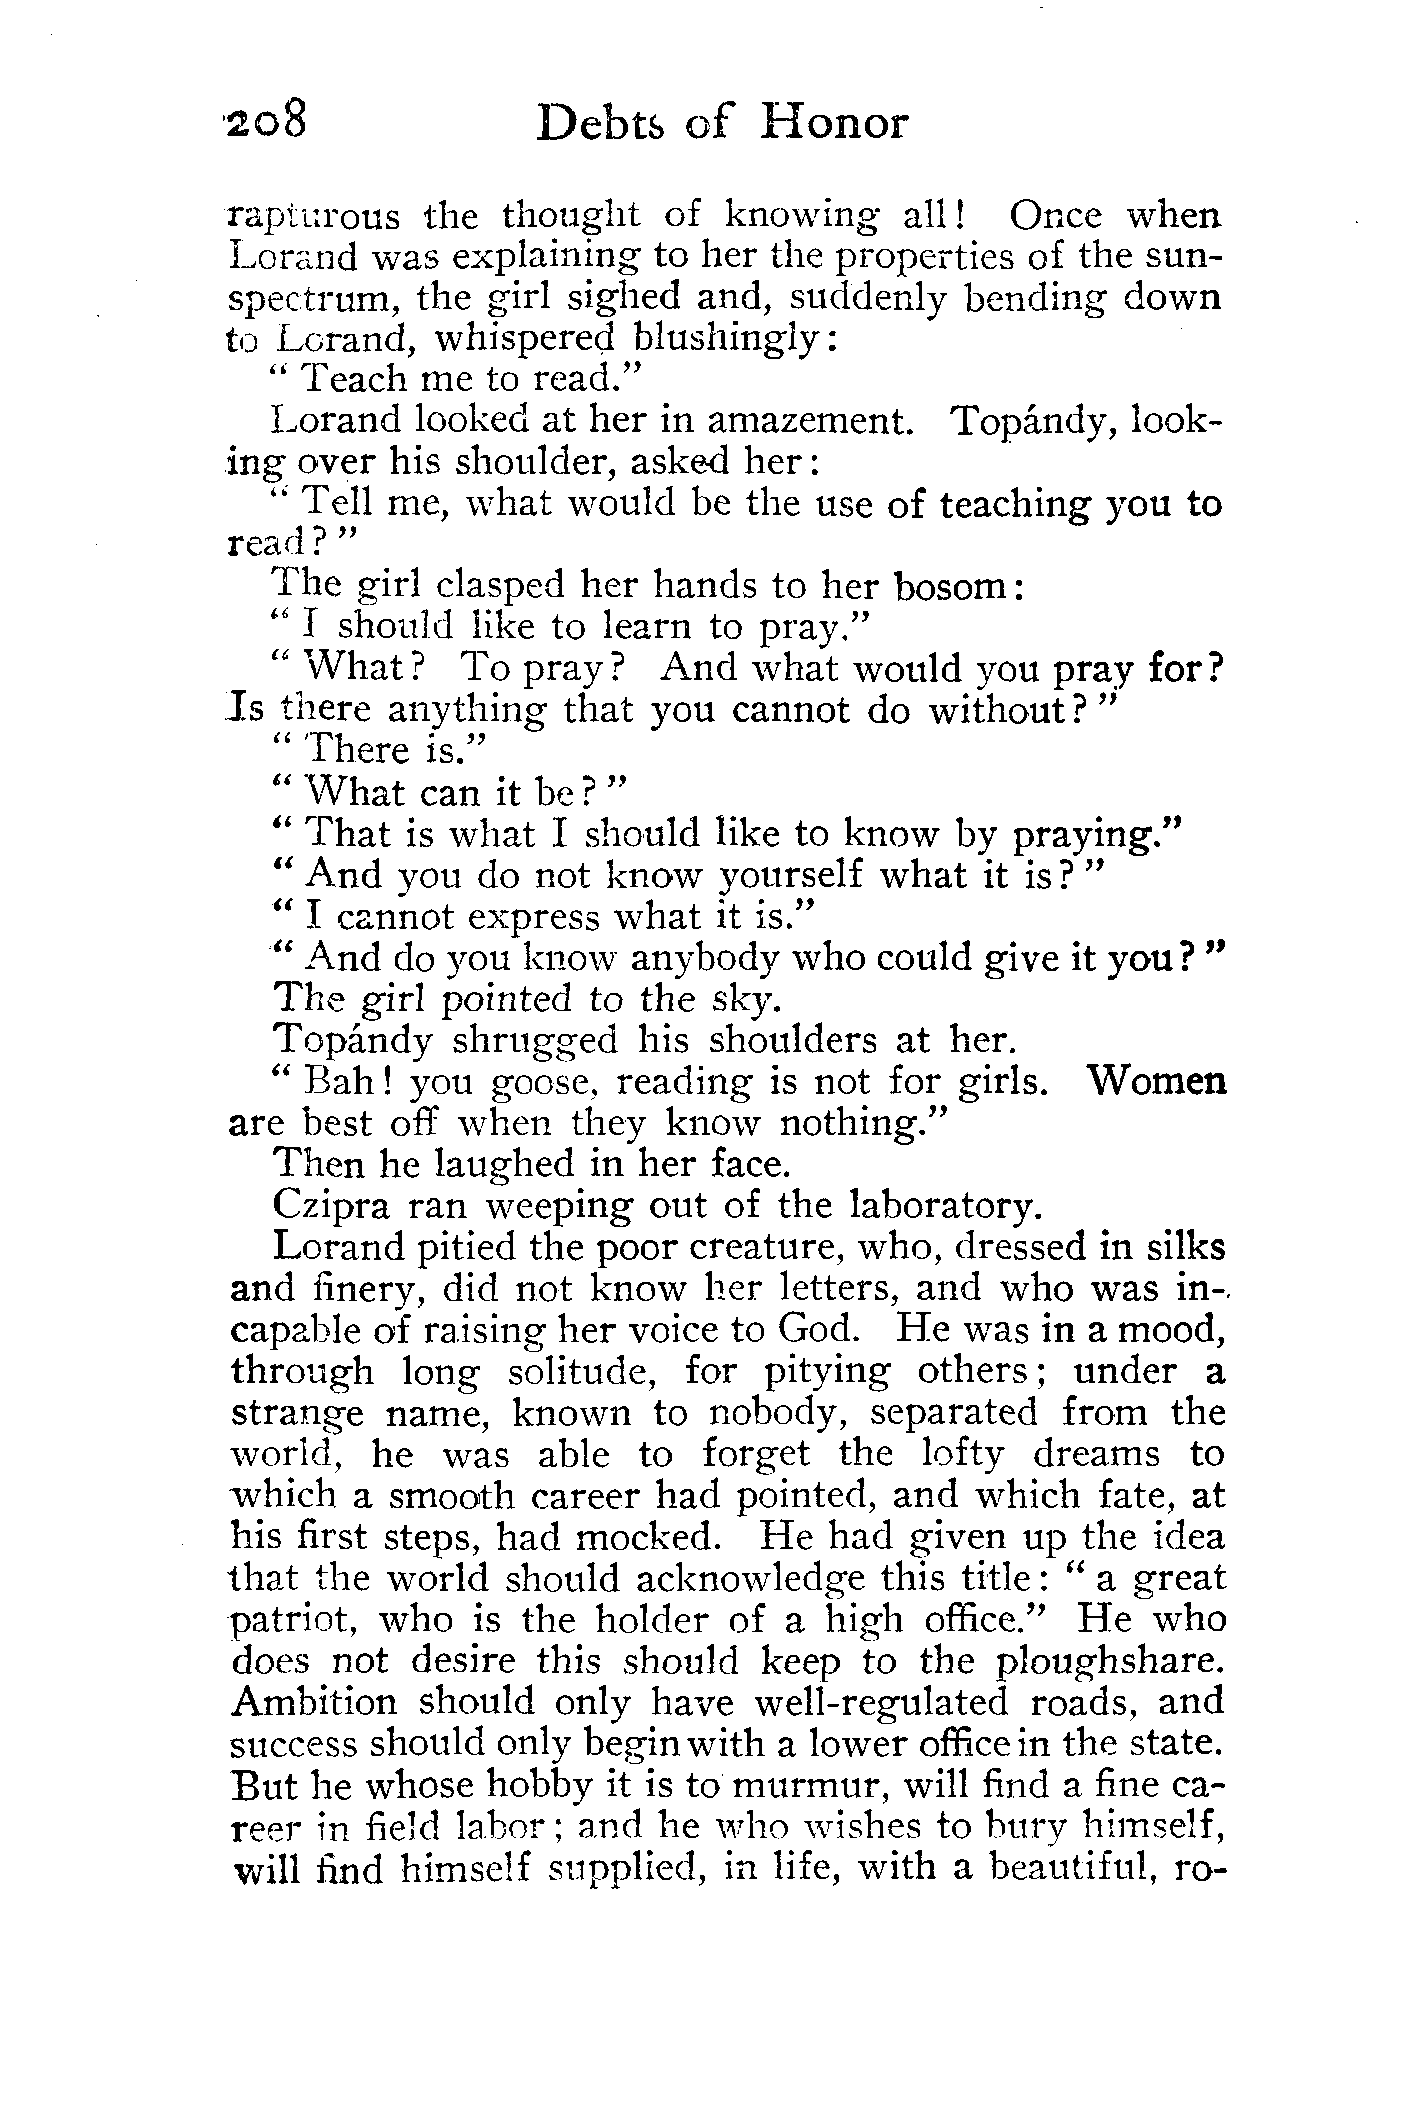 208 Debts of Honor
rapturous the thought of knowing all! Once when
Lorand was explaining to her the properties of the sun-
spectrum, the girl sighed and, suddenly bending down
to Lorand, whispered blushingly:
“ Teach me to read.”
Lorand looked at her in amazement. Topándy, look-
ing over his shoulder, asked her:
“ Tell me, what would be the use of teaching you to
read? ”
The girl clasped her hands to her bosom:
“ I should like to learn to pray.”
“ What? To pray? And what would you pray for?
Is there anything that you cannot do without? ”
“ There is.”
“ What can it be? ”
“ That is what I should like to know by praying.”
“ And you do not know yourself what it is? ”
“ I cannot express what it is.”
“ And do you know anybody who could give it you? ”
The girl pointed to the sky.
Topándy shrugged his shoulders at her.
“ Bah! you goose, reading is not for girls. Women
are best off when they know nothing.”
Then he laughed in her face.
Czipra ran weeping out of the laboratory.
Lorand pitied the poor creature, who, dressed in silks
and finery, did not know her letters, and who was in-
capable of raising her voice to God. He was in a mood,
through long solitude, for pitying others; under a
strange name, known to nobody, separated from the
world, he was able to forget the lofty dreams to
which a smooth career had pointed, and which fate, at
his first steps, had mocked. He had given up the idea
that the world should acknowledge this title: “ a great
patriot, who is the holder of a high office.” He who
does not desire this should keep to the ploughshare.
Ambition should only have well-regulated roads, and
success should only begin with a lower office in the state.
But he whose hobby it is to murmur, will find a fine ca-
reer in field labor; and he who wishes to bury himself,
will find himself supplied, in life, with a beautiful, ro-